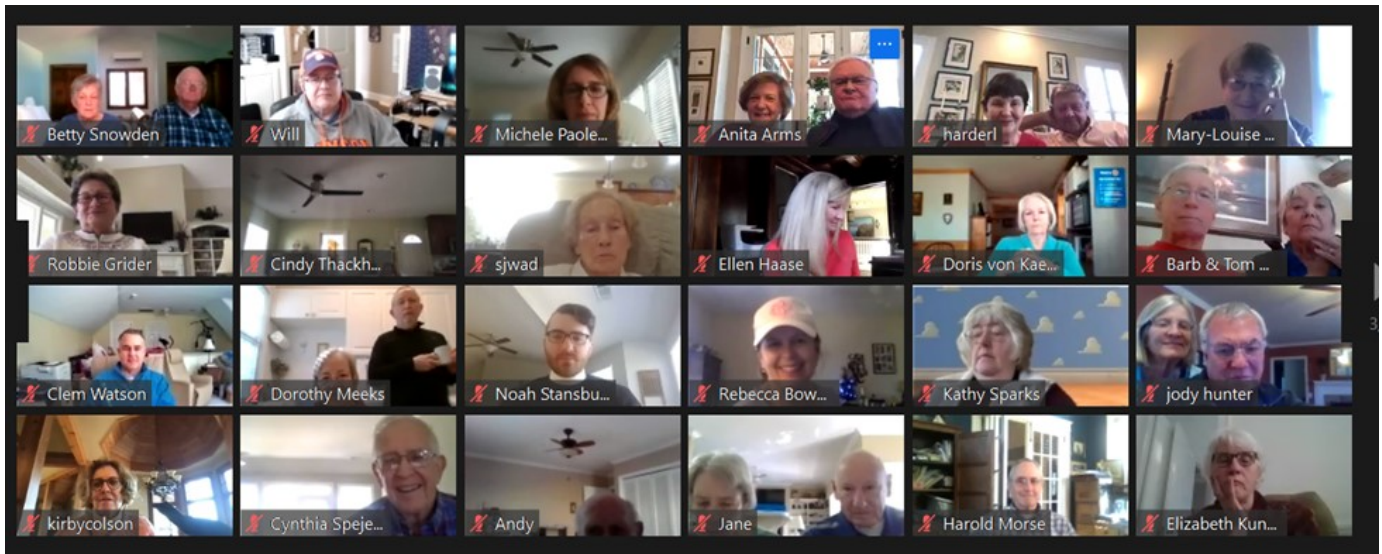 Betty Snowden
Will
Michele Paole...
Anita Arms
harderl
Mary-Louise ...
Robbie Grider
Cindy Thackh...
sjwad
Ellen Haase
Doris von Kae...
Barb & Tom ...
Clem Watson
Dorothy Meeks
Noah Stansbu...
Rebecca Bow...
Kathy Sparks
jody hunter
kirbycolson
Cynthia Speje...
Andy
Jane
Harold Morse
Elizabeth Kun...